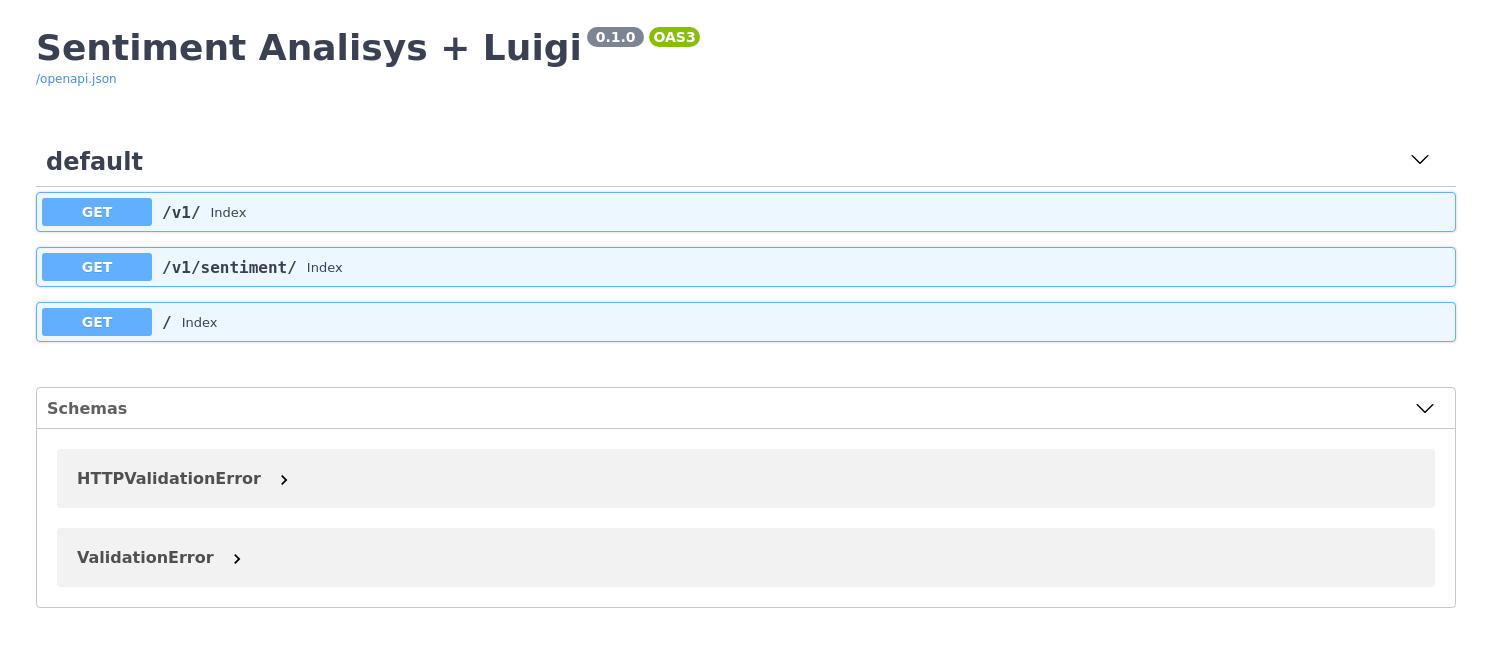 Sentiment Analisys + Luigi 0.1.0 OAS3
/openapi.json
default
GET /v1/ Index
GET /v1/sentiment/ Index
GET / Index
Schemas
HTTPValidationError
ValidationError